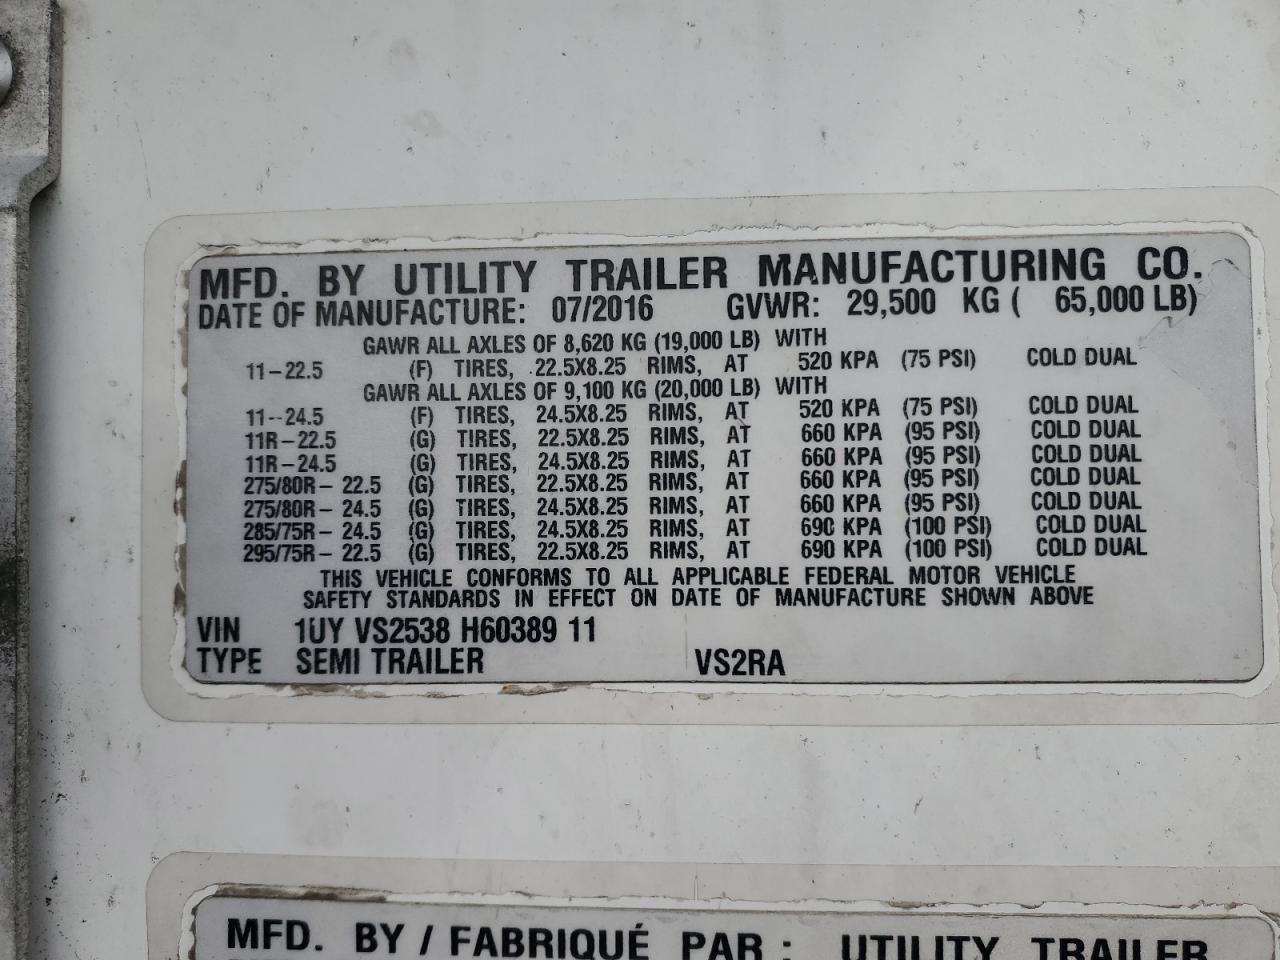 MFD. BY UTILITY TRAILER MANUFACTURING CO.
DATE OF MANUFACTURE: 07/2016 GVWR: 29,500 KG ( 65,000 LB)
GAWR ALL AXLES OF 8,620 KG (19,000 LB) WITH
11-22.5 (F) TIRES, 22.5X8.25 RIMS, AT 520 KPA (75 PSI) COLD DUAL
GAWR ALL AXLES OF 9,100 KG (20,000 LB) WITH
11--24.5 (F) TIRES, 24.5X8.25 RIMS, AT 520 KPA (75 PSI) COLD DUAL
11R-22.5 (G) TIRES, 22.5X8.25 RIMS, AT 660 KPA (95 PSI) COLD DUAL
11R-24.5 (G) TIRES, 24.5X8.25 RIMS, AT 660 KPA (95 PSI) COLD DUAL
275/80R- 22.5 (G) TIRES, 22.5X8.25 RIMS, AT 660 KPA (95 PSI) COLD DUAL
275/80R- 24.5 (G) TIRES, 24.5X8.25 RIMS, AT 660 KPA (95 PSI) COLD DUAL
285/75R- 24.5 (G) TIRES, 24.5X8.25 RIMS, AT 690 KPA (100 PSI) COLD DUAL
295/75R- 22.5 (G) TIRES, 22.5X8.25 RIMS, AT 690 KPA (100 PSI) COLD DUAL
THIS VEHICLE CONFORMS TO ALL APPLICABLE FEDERAL MOTOR VEHICLE
SAFETY STANDARDS IN EFFECT ON DATE OF MANUFACTURE SHOWN ABOVE
VIN 1UY VS2538 H60389 11
TYPE SEMI TRAILER VS2RA
MFD. BY / FABRIQUÉ PAR : UTILITY TRAILER